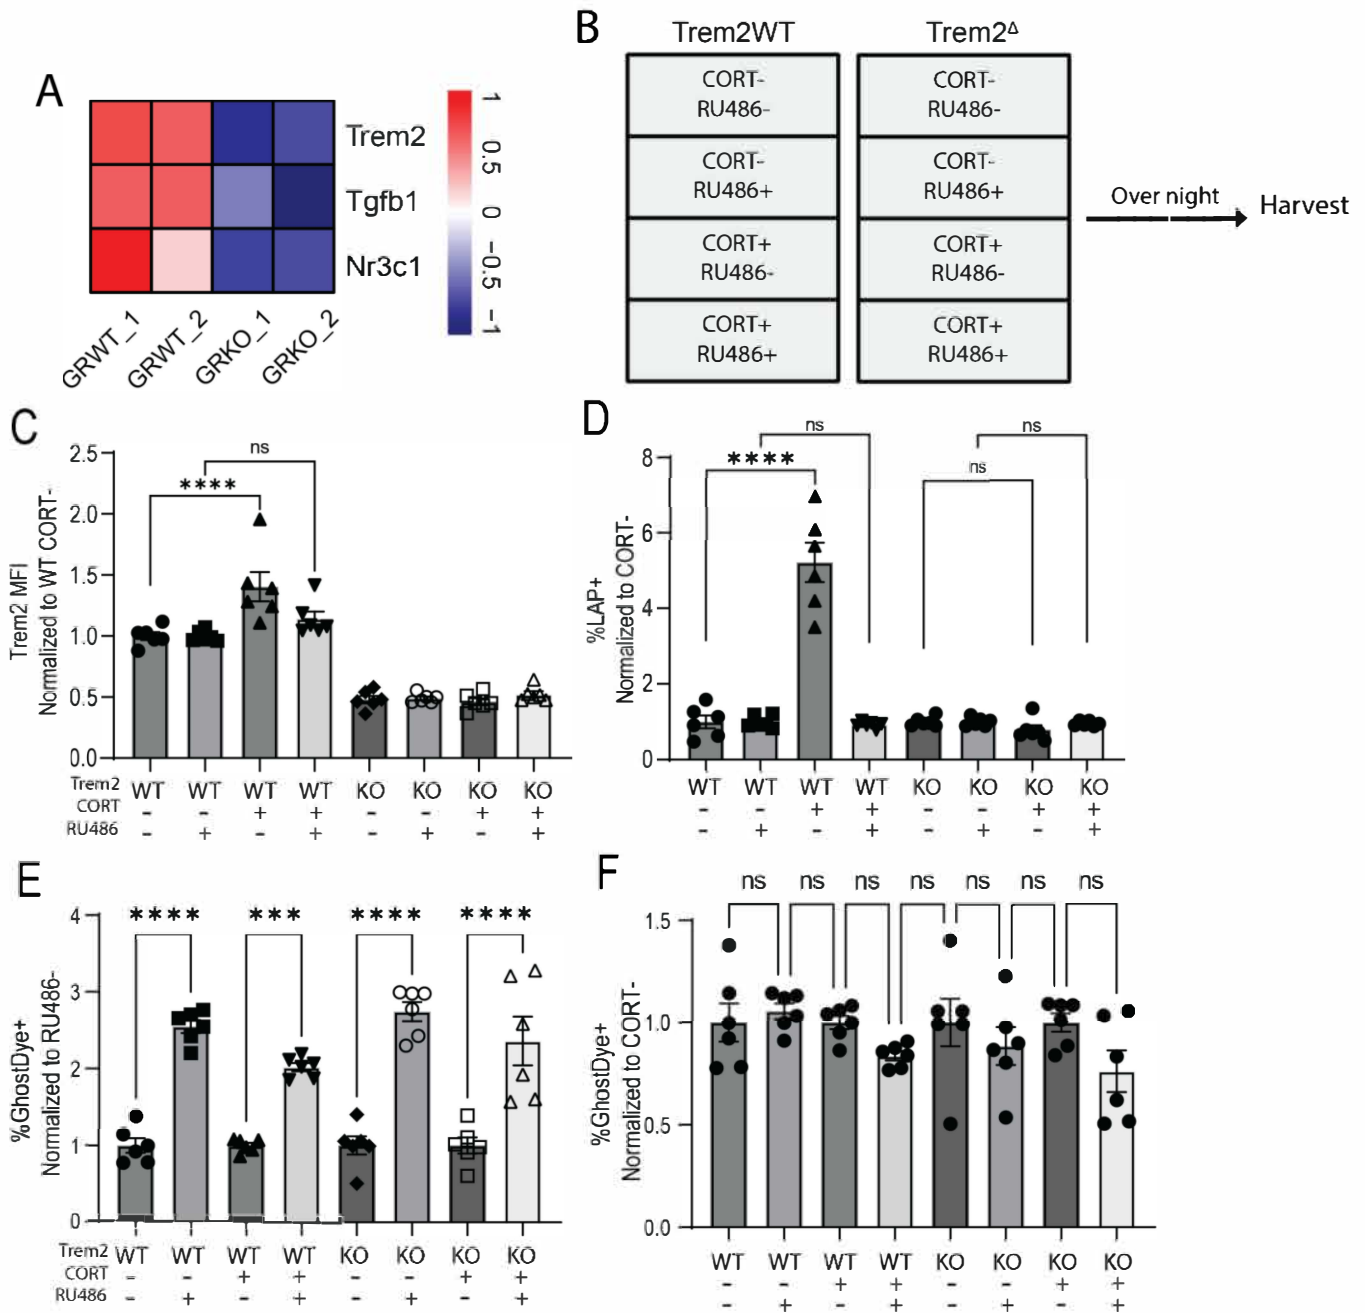 A
Trem2
Tgfb1
Nr3c1
GRWT_1
GRWT_2
GRKO_1
GRKO_2
1
0.5
0
−0.5
−1
B
Trem2WT
Trem2Δ
CORT-
RU486-
CORT-
RU486+
CORT+
RU486-
CORT+
RU486+
CORT-
RU486-
CORT-
RU486+
CORT+
RU486-
CORT+
RU486+
Over night
Harvest
C
Trem2 MFI
Normalized to WT CORT-
2.5
2.0
1.5
1.0
0.5
0.0
****
ns
Trem2 WT WT WT WT KO KO KO KO
CORT - - + + - - + +
RU486 - + - + - + - +
D
%LAP+
Normalized to CORT-
8
6
4
2
0
****
ns
ns
ns
WT WT WT WT KO KO KO KO
- - + + - - + +
- + - + - + - +
E
%GhostDye+
Normalized to RU486-
4
3
2
1
0
**** *** **** ****
Trem2 WT WT WT WT KO KO KO KO
CORT - - + + - - + +
RU486 - + - + - + - +
F
%GhostDye+
Normalized to CORT-
1.5
1.0
0.5
0.0
ns ns ns ns ns ns ns
WT WT WT WT KO KO KO KO
- - + + - - + +
- + - + - + - +